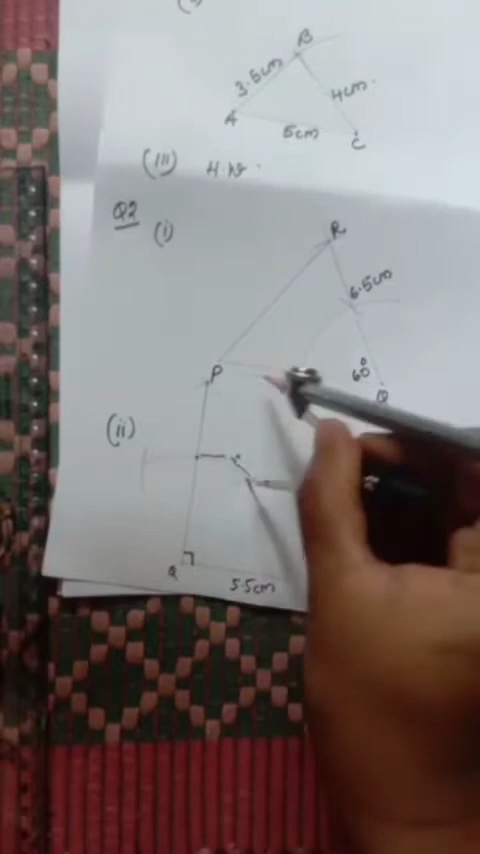 B
3.5cm
4cm.
A
5cm
C
(iii) H.W.
Q2
(i)
R
6.5cm
60°
P
Q
(ii)
Q
5.5cm